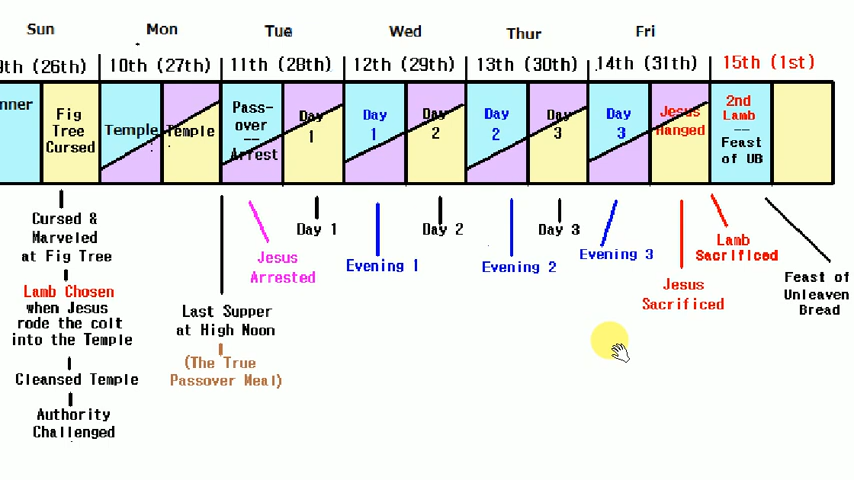 Sun Mon Tue Wed Thur Fri
9th (26th) 10th (27th) 11th (28th) 12th (29th) 13th (30th) 14th (31th) 15th (1st)
nner
Fig
Tree
Cursed
Temple
Temple
Pass-
over
--
Arrest
Day
1
Day
1
Day
2
Day
2
Day
3
Day
3
Jesus
Hanged
2nd
Lamb
--
Feast
of UB
Cursed &
Marveled
at Fig Tree
Lamb Chosen
when Jesus
rode the colt
into the Temple
Cleansed Temple
Authority
Challenged
Last Supper
at High Noon
(The True
Passover Meal)
Jesus
Arrested
Day 1
Evening 1
Day 2
Evening 2
Day 3
Evening 3
Jesus
Sacrificed
Lamb
Sacrificed
Feast of
Unleaven
Bread